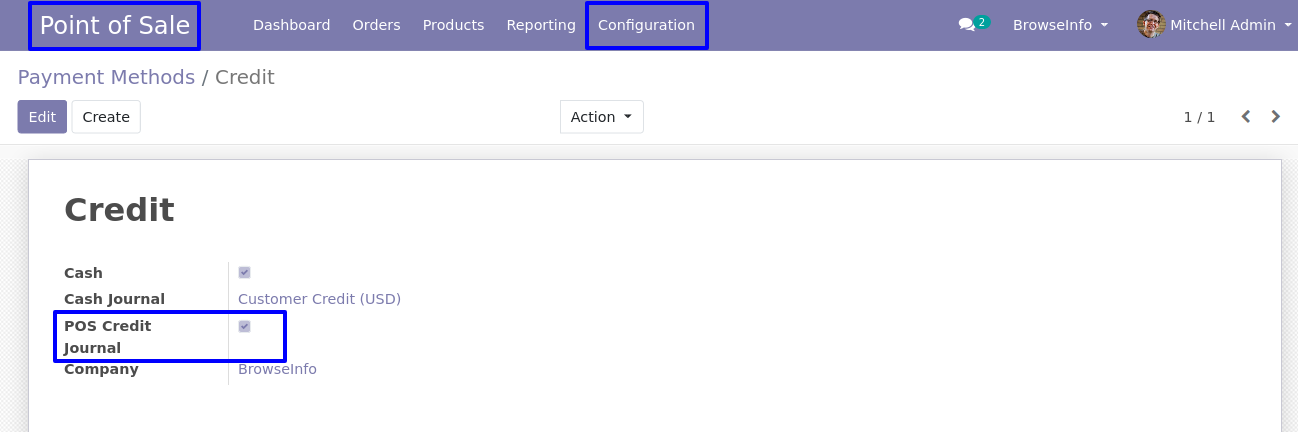 Point of Sale Dashboard Orders Products Reporting Configuration 2 BrowseInfo Mitchell Admin
Payment Methods / Credit
Edit Create Action 1 / 1
Credit
Cash
Cash Journal Customer Credit (USD)
POS Credit
Journal
Company BrowseInfo